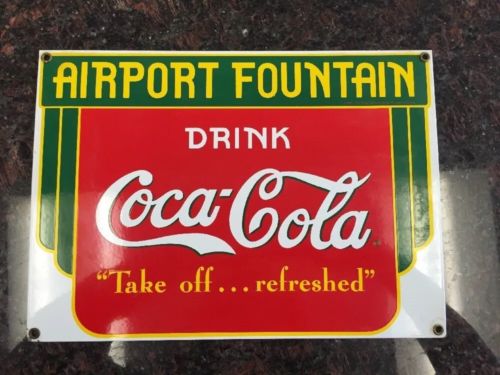 AIRPORT FOUNTAIN
DRINK
Coca-Cola
"Take off...refreshed"